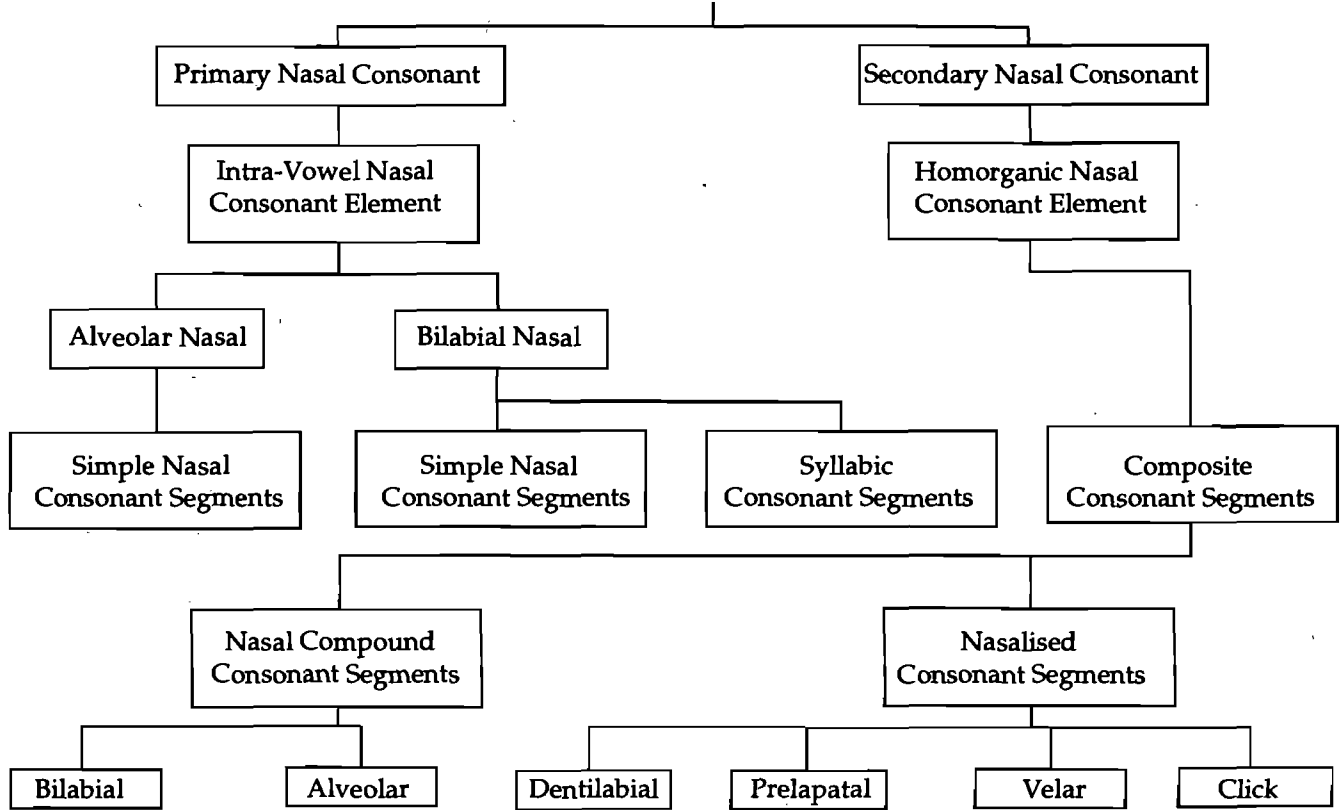 Primary Nasal Consonant
Secondary Nasal Consonant
Intra-Vowel Nasal
Consonant Element
Homorganic Nasal
Consonant Element
Alveolar Nasal
Bilabial Nasal
Simple Nasal
Consonant Segments
Simple Nasal
Consonant Segments
Syllabic
Consonant Segments
Composite
Consonant Segments
Nasal Compound
Consonant Segments
Nasalised
Consonant Segments
Bilabial
Alveolar
Dentilabial
Prelapatal
Velar
Click